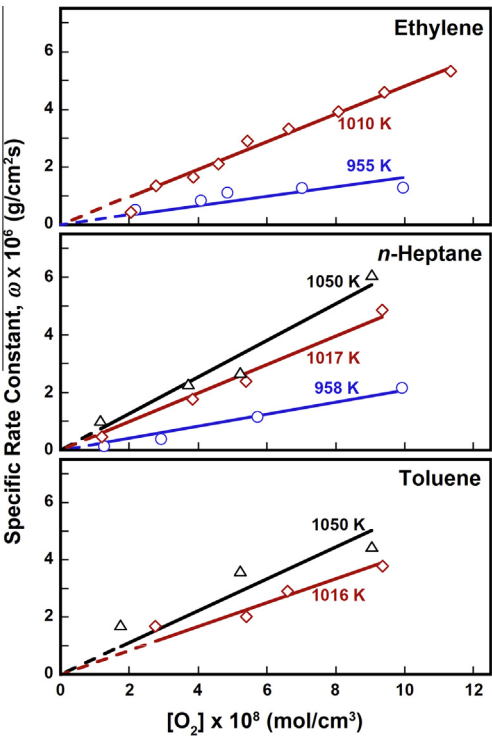 Specific Rate Constant, ω x 10⁶ (g/cm²s)
Ethylene
6
4
2
0
1010 K
955 K
n-Heptane
6
4
2
0
1050 K
1017 K
958 K
Toluene
6
4
2
0
1050 K
1016 K
0 2 4 6 8 10 12
[O₂] x 10⁸ (mol/cm³)